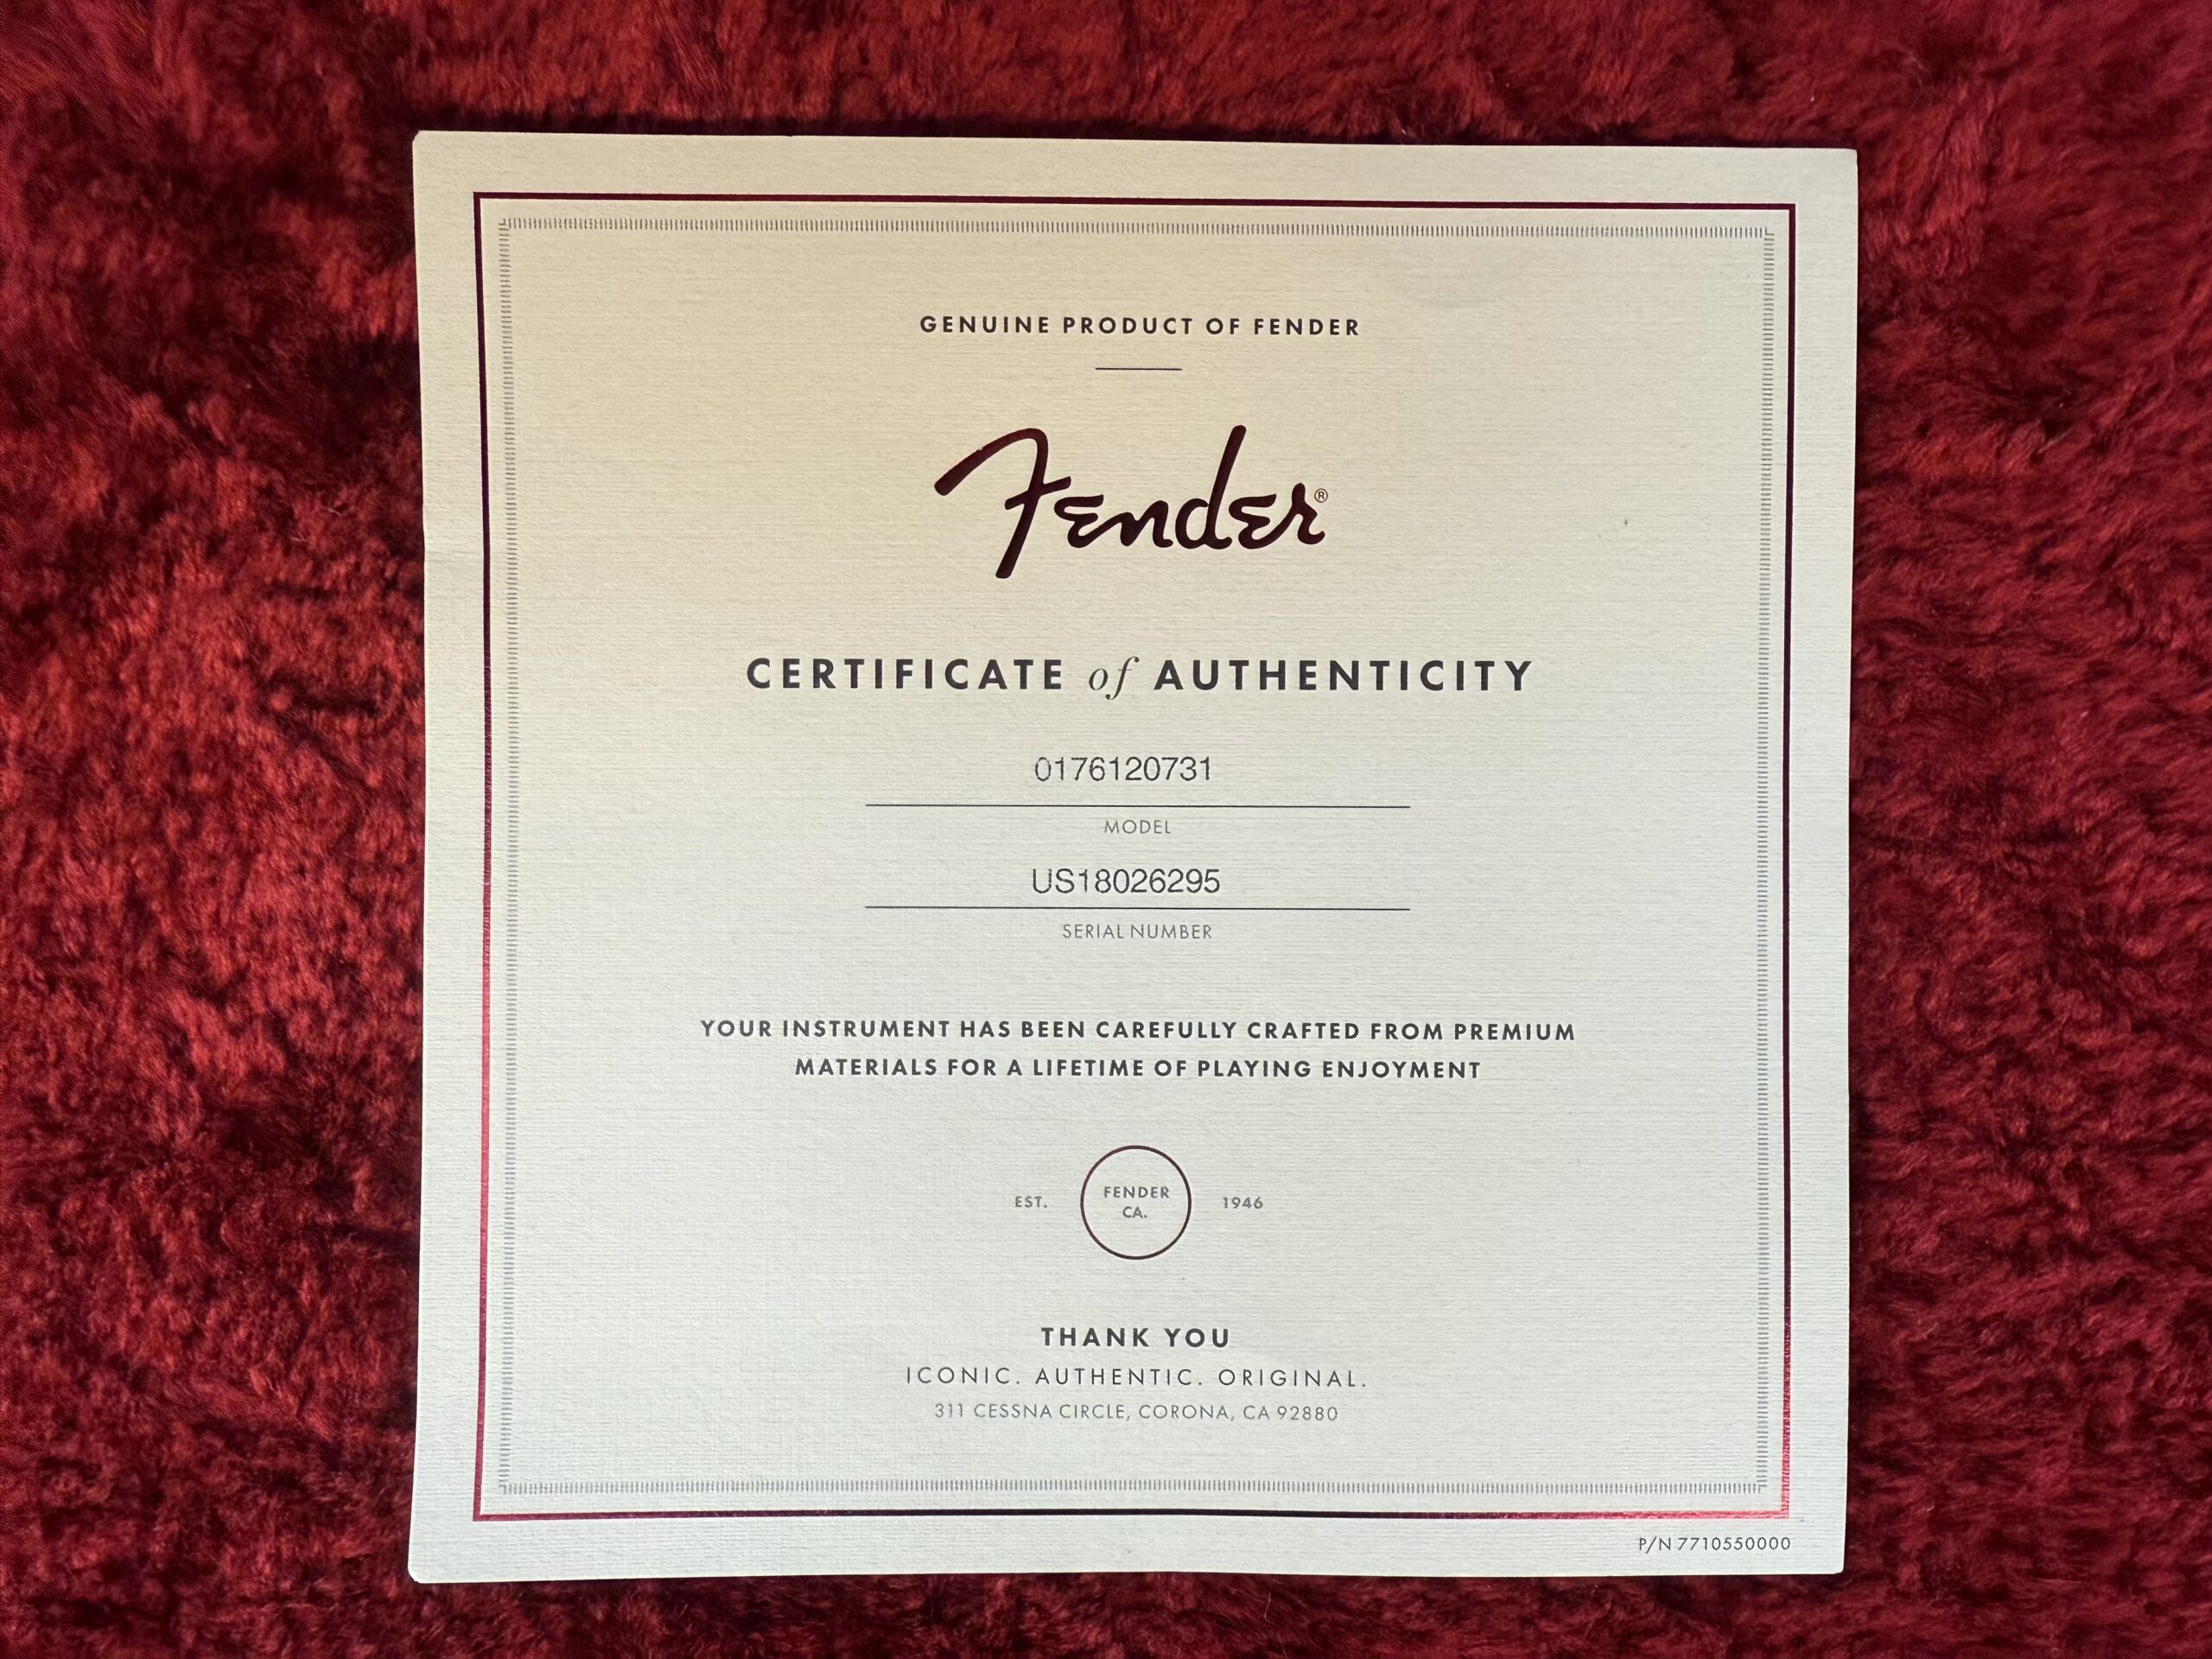 GENUINE PRODUCT OF FENDER
Fender®
CERTIFICATE of AUTHENTICITY
0176120731
MODEL
US18026295
SERIAL NUMBER
YOUR INSTRUMENT HAS BEEN CAREFULLY CRAFTED FROM PREMIUM
MATERIALS FOR A LIFETIME OF PLAYING ENJOYMENT
EST. FENDER CA. 1946
THANK YOU
ICONIC. AUTHENTIC. ORIGINAL.
311 CESSNA CIRCLE, CORONA, CA 92880
P/N 7710550000